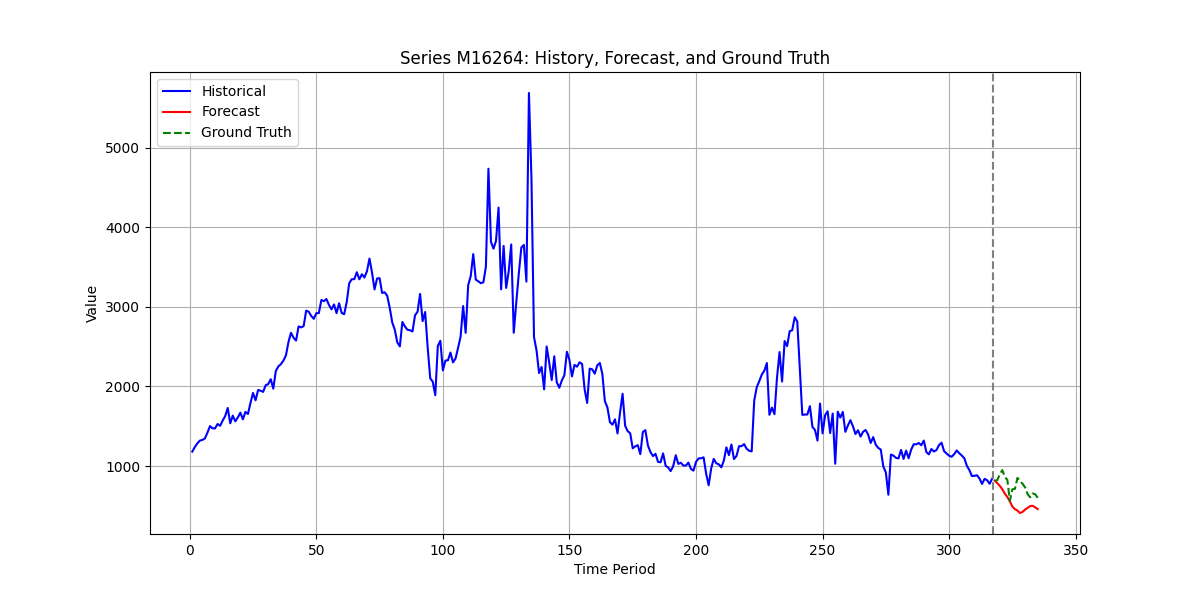 Series M16264: History, Forecast, and Ground Truth
Historical
Forecast
Ground Truth
5000
4000
3000
2000
1000
Value
0 50 100 150 200 250 300 350
Time Period